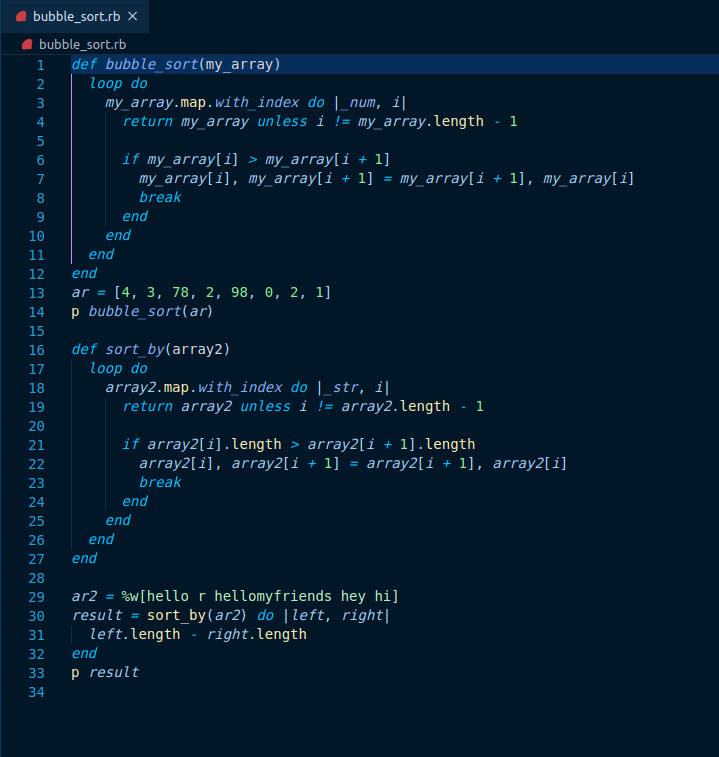 bubble_sort.rb ×
bubble_sort.rb
1 def bubble_sort(my_array)
2   loop do
3     my_array.map.with_index do |_num, i|
4       return my_array unless i != my_array.length - 1
5
6       if my_array[i] > my_array[i + 1]
7         my_array[i], my_array[i + 1] = my_array[i + 1], my_array[i]
8         break
9       end
10     end
11   end
12 end
13 ar = [4, 3, 78, 2, 98, 0, 2, 1]
14 p bubble_sort(ar)
15
16 def sort_by(array2)
17   loop do
18     array2.map.with_index do |_str, i|
19       return array2 unless i != array2.length - 1
20
21       if array2[i].length > array2[i + 1].length
22         array2[i], array2[i + 1] = array2[i + 1], array2[i]
23         break
24       end
25     end
26   end
27 end
28
29 ar2 = %w[hello r hellomyfriends hey hi]
30 result = sort_by(ar2) do |left, right|
31   left.length - right.length
32 end
33 p result
34